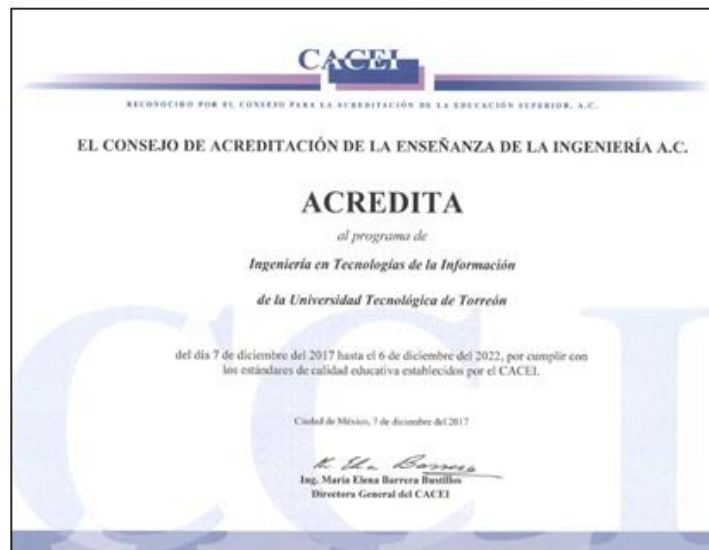 CACEI
RECONOCIDO POR EL CONSEJO PARA LA ACREDITACIÓN DE LA EDUCACIÓN SUPERIOR, A.C.
EL CONSEJO DE ACREDITACIÓN DE LA ENSEÑANZA DE LA INGENIERÍA A.C.
ACREDITA
al programa de
Ingeniería en Tecnologías de la Información
de la Universidad Tecnológica de Torreón
del día 7 de diciembre del 2017 hasta el 6 de diciembre del 2022, por cumplir con
los estándares de calidad educativa establecidos por el CACEI.
Ciudad de México, 7 de diciembre del 2017
Ing. María Elena Barrera Bustillos
Directora General del CACEI